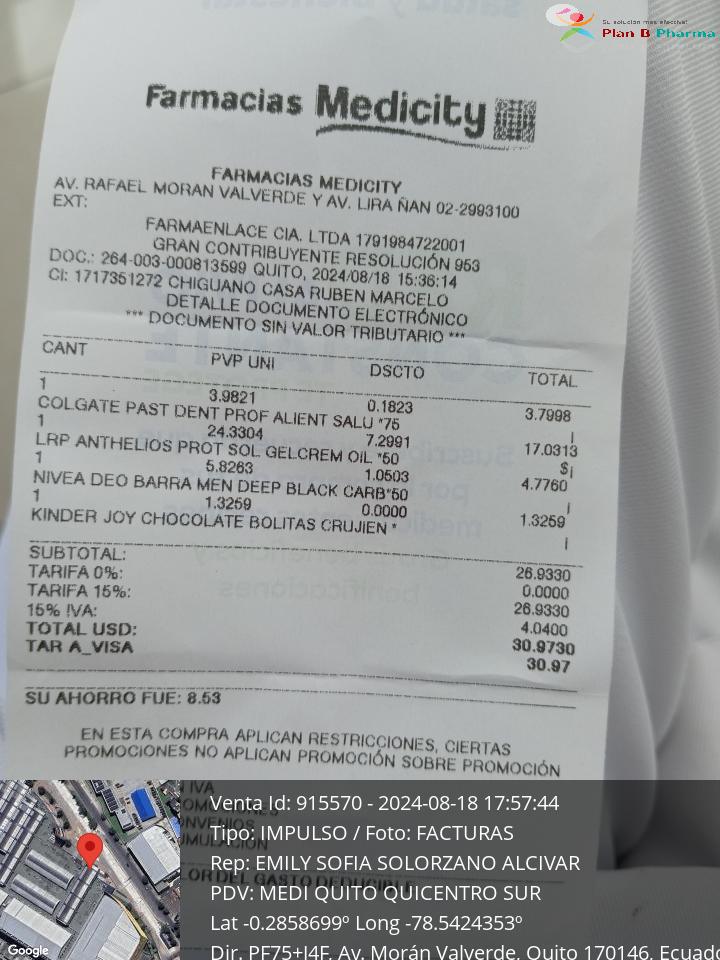 Su solución más efectiva!
Plan B Pharma
Farmacias Medicity
FARMACIAS MEDICITY
AV. RAFAEL MORAN VALVERDE Y AV. LIRA ÑAN 02-2993100
EXT:
FARMAENLACE CIA. LTDA 1791984722001
GRAN CONTRIBUYENTE RESOLUCIÓN 953
DOC.: 264-003-000813599 QUITO, 2024/08/18 15:36:14
CI: 1717351272 CHIGUANO CASA RUBEN MARCELO
DETALLE DOCUMENTO ELECTRÓNICO
*** DOCUMENTO SIN VALOR TRIBUTARIO ***
CANT PVP UNI DSCTO TOTAL
1 3.9821 0.1823 3.7998
COLGATE PAST DENT PROF ALIENT SALU *75 I
1 24.3304 7.2991 17.0313
LRP ANTHELIOS PROT SOL GELCREM OIL *50 $I
1 5.8263 1.0503 4.7760
NIVEA DEO BARRA MEN DEEP BLACK CARB*50 I
1 1.3259 0.0000 1.3259
KINDER JOY CHOCOLATE BOLITAS CRUJIEN * I
SUBTOTAL: 26.9330
TARIFA 0%: 0.0000
TARIFA 15%: 26.9330
15% IVA: 4.0400
TOTAL USD: 30.9730
TAR A_VISA 30.97
SU AHORRO FUE: 8.53
EN ESTA COMPRA APLICAN RESTRICCIONES, CIERTAS
PROMOCIONES NO APLICAN PROMOCIÓN SOBRE PROMOCIÓN
IVA
Venta Id: 915570 - 2024-08-18 17:57:44
Tipo: IMPULSO / Foto: FACTURAS
Rep: EMILY SOFIA SOLORZANO ALCIVAR
PDV: MEDI QUITO QUICENTRO SUR
Lat -0.2858699º Long -78.5424353º
Dir. PF75+J4F, Av. Morán Valverde, Quito 170146, Ecuado
Google